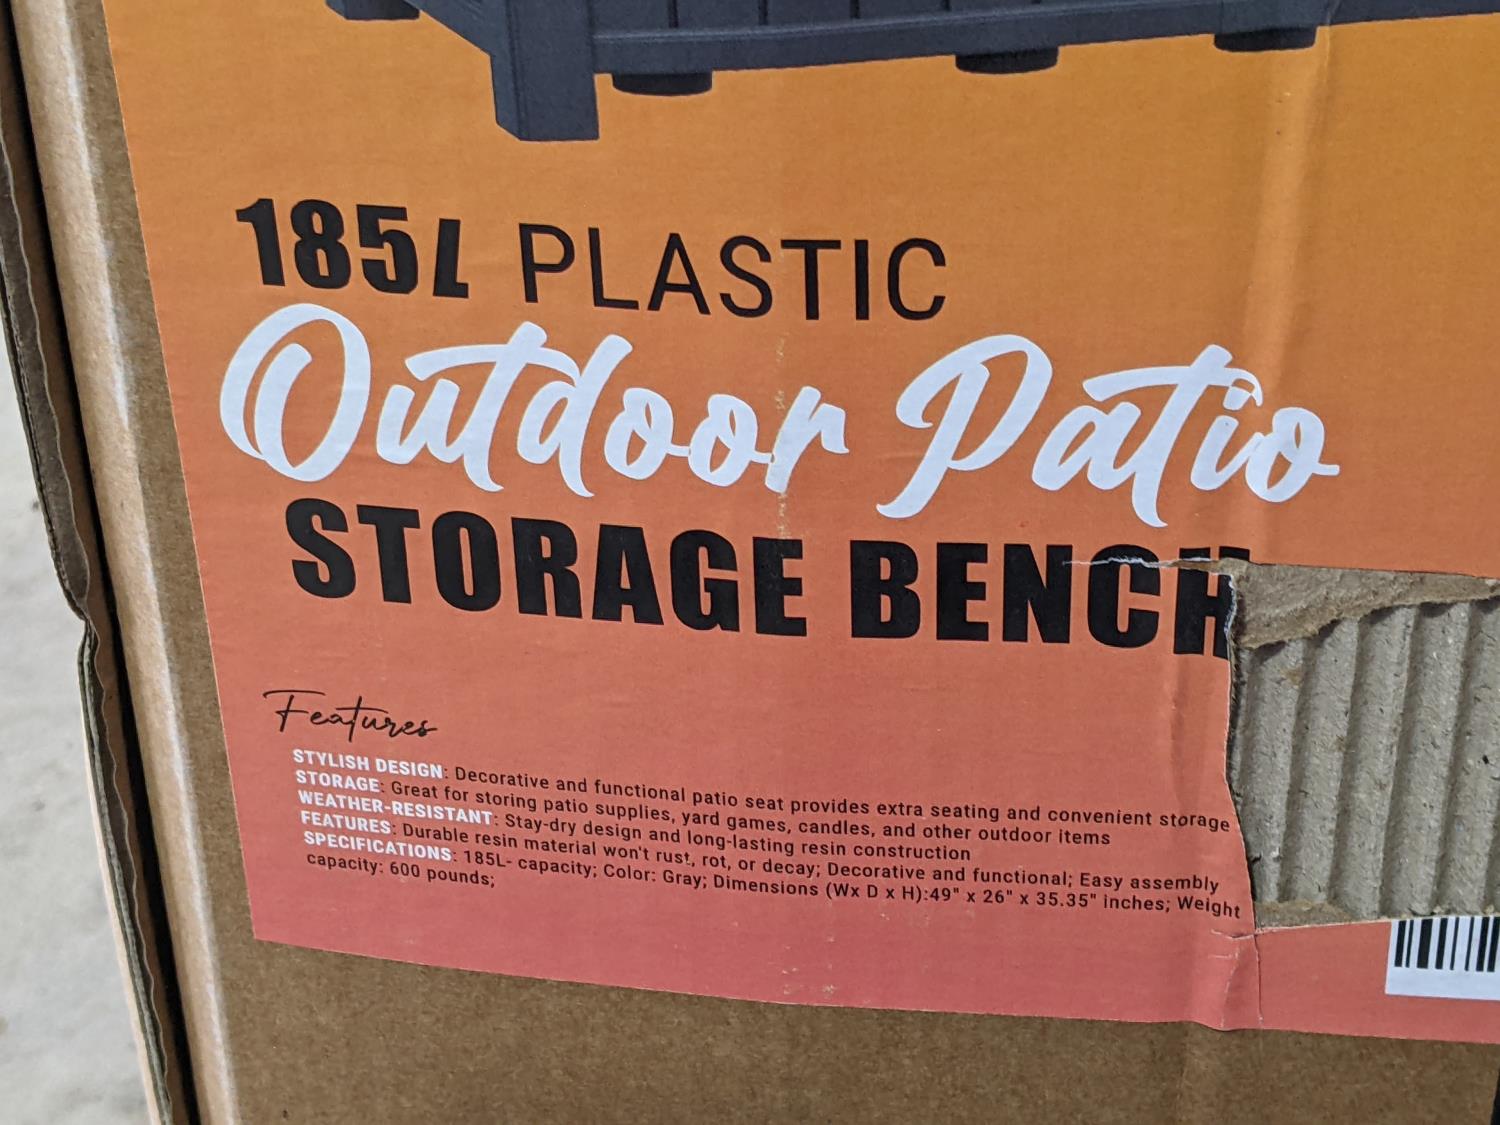 185L PLASTIC
Outdoor Patio
STORAGE BENCH
Features
STYLISH DESIGN: Decorative and functional patio seat provides extra seating and convenient storage
STORAGE: Great for storing patio supplies, yard games, candles, and other outdoor items
WEATHER-RESISTANT: Stay-dry design and long-lasting resin construction
FEATURES: Durable resin material won't rust, rot, or decay; Decorative and functional; Easy assembly
SPECIFICATIONS: 185L- capacity; Color: Gray; Dimensions (Wx D x H):49" x 26" x 35.35" inches; Weight
capacity: 600 pounds;